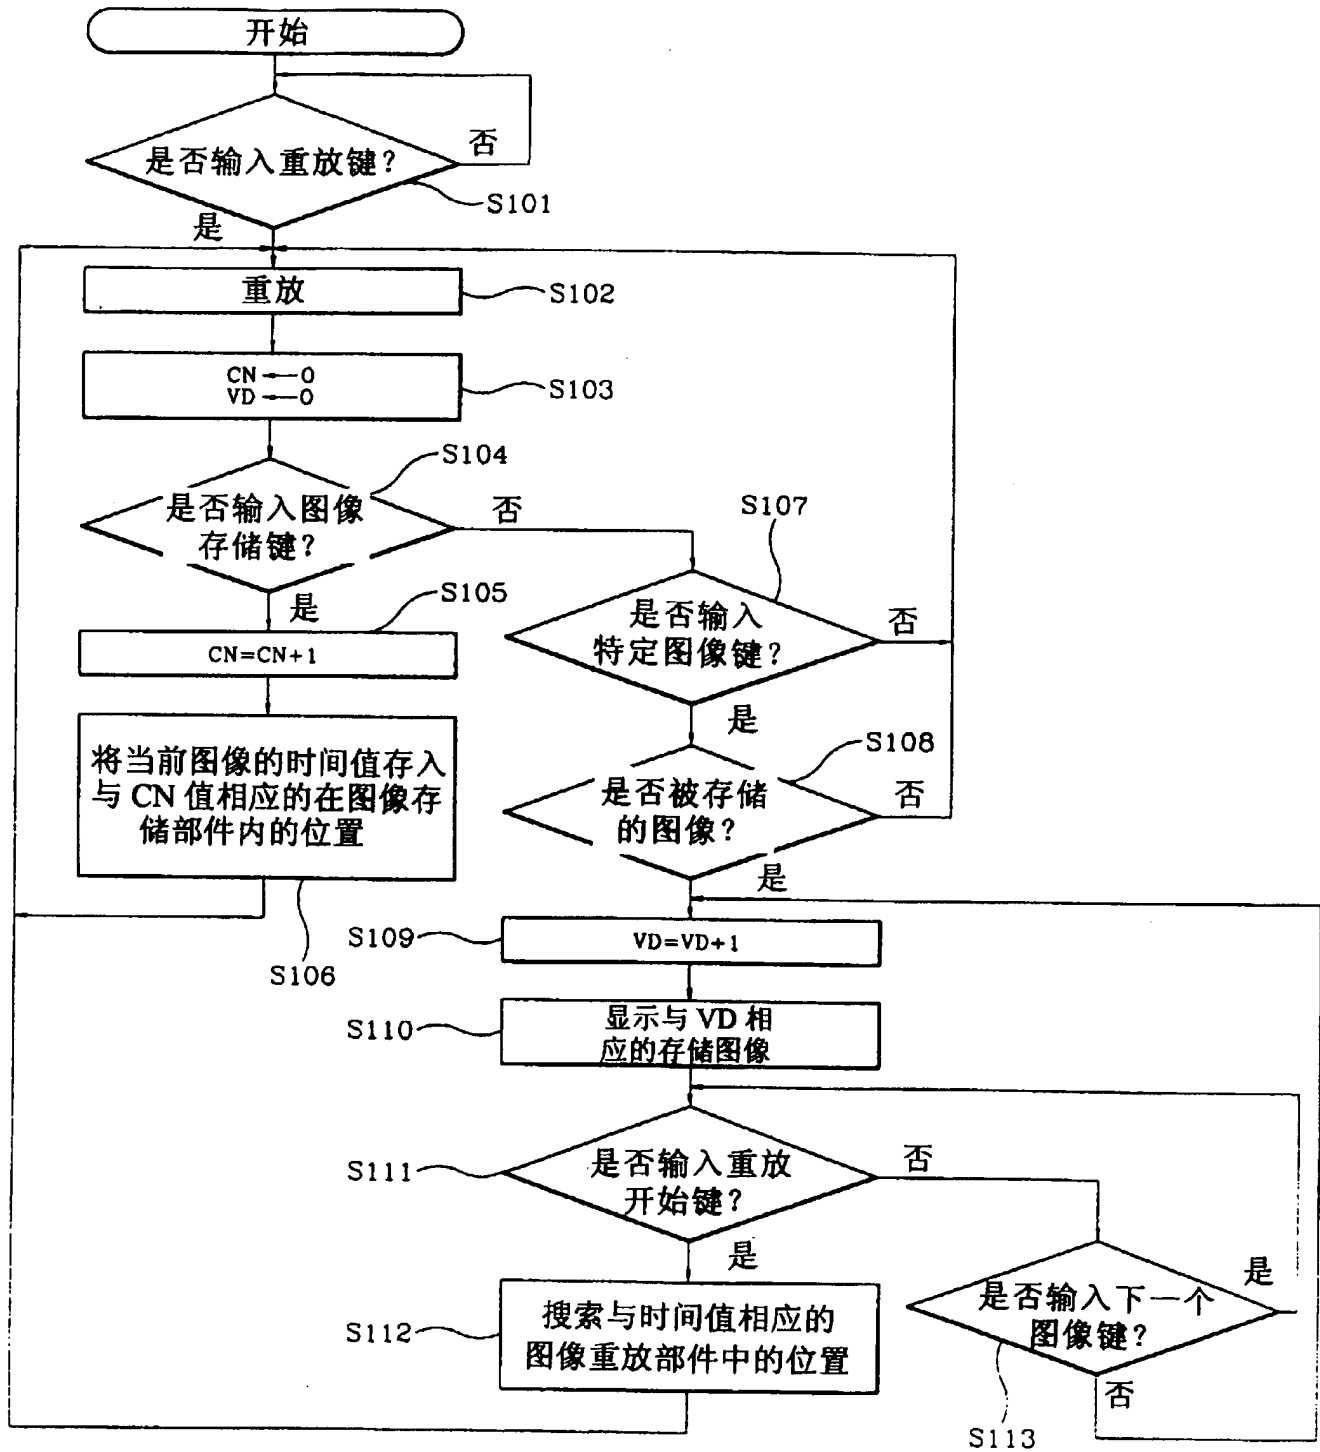 开始
是否输入重放键？
否
S101
是
重放
S102
CN←0
VD←0
S103
S104
是否输入图像
存储键？
否
S107
是
S105
是否输入
特定图像键？
否
CN=CN+1
是
S108
将当前图像的时间值存入
与CN值相应的在图像存
储部件内的位置
是否被存储
的图像？
否
是
S106
S109
VD=VD+1
S110
显示与VD相
应的存储图像
S111
是否输入重放
开始键？
否
是
S112
搜索与时间值相应的
图像重放部件中的位置
是否输入下一个
图像键？
是
否
S113